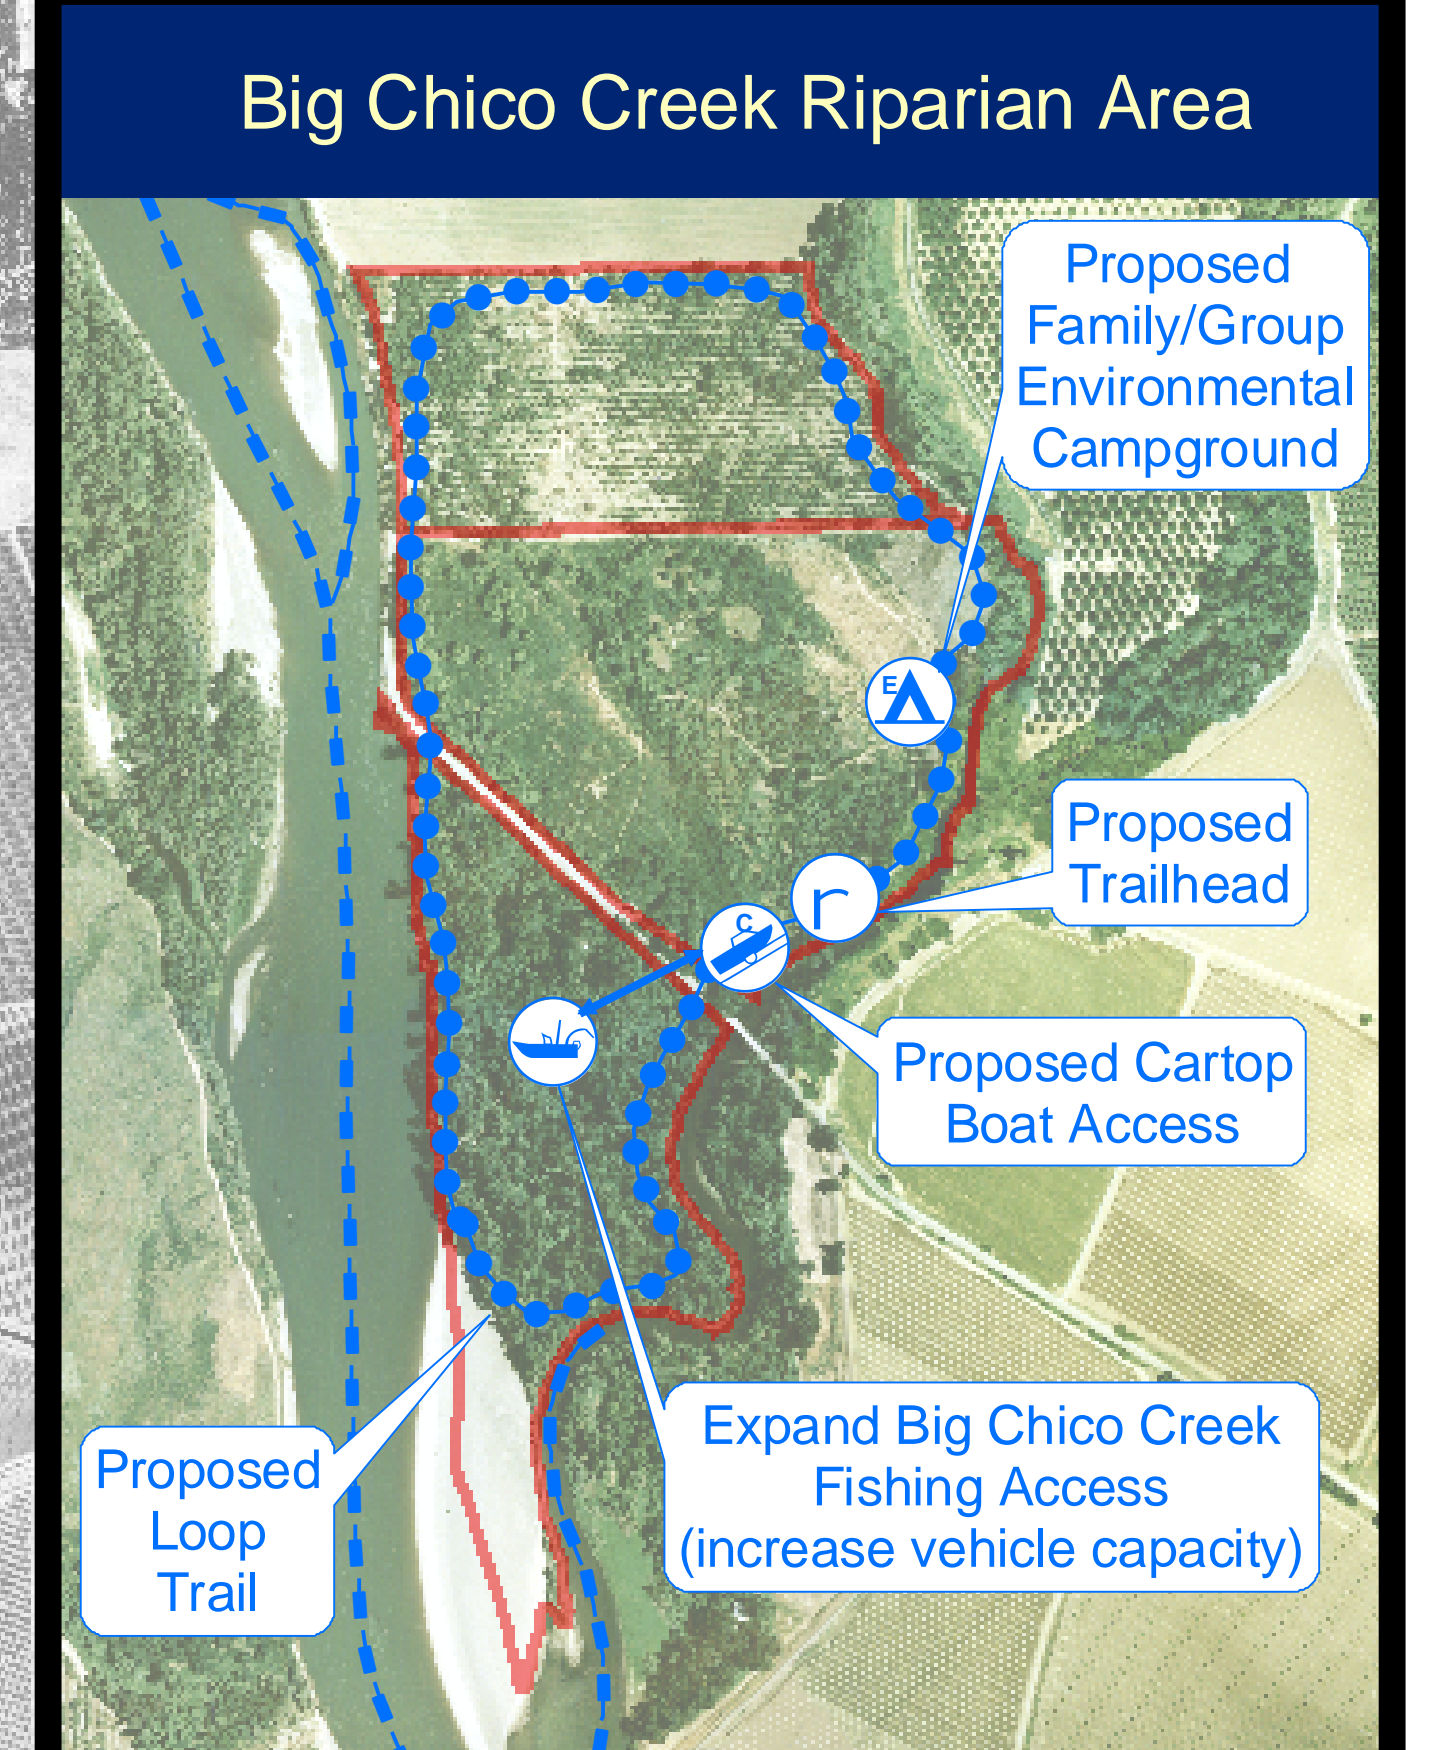 Big Chico Creek Riparian Area
Proposed
Family/Group
Environmental
Campground
E
Proposed
Trailhead
r
C
Proposed Cartop
Boat Access
Expand Big Chico Creek
Fishing Access
(increase vehicle capacity)
Proposed
Loop
Trail